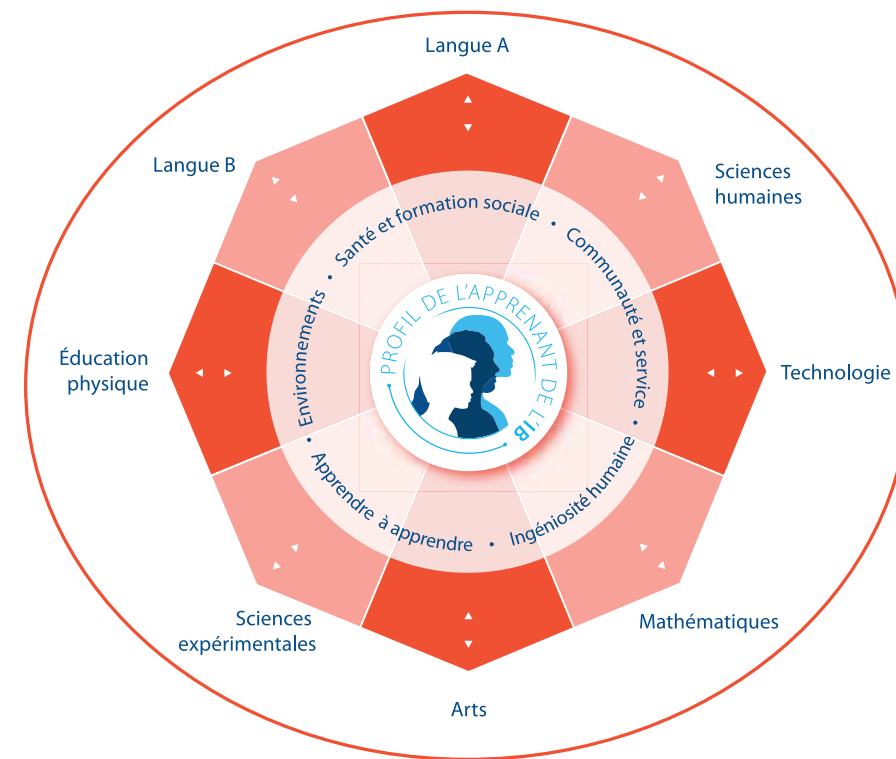 Langue A
Langue B
Sciences
humaines
Santé et formation sociale • Communauté et service • Ingéniosité humaine • Apprendre à apprendre • Environnements •
PROFIL DE L'APPRENANT DE L'IB
Éducation
physique
Technologie
Sciences
expérimentales
Mathématiques
Arts